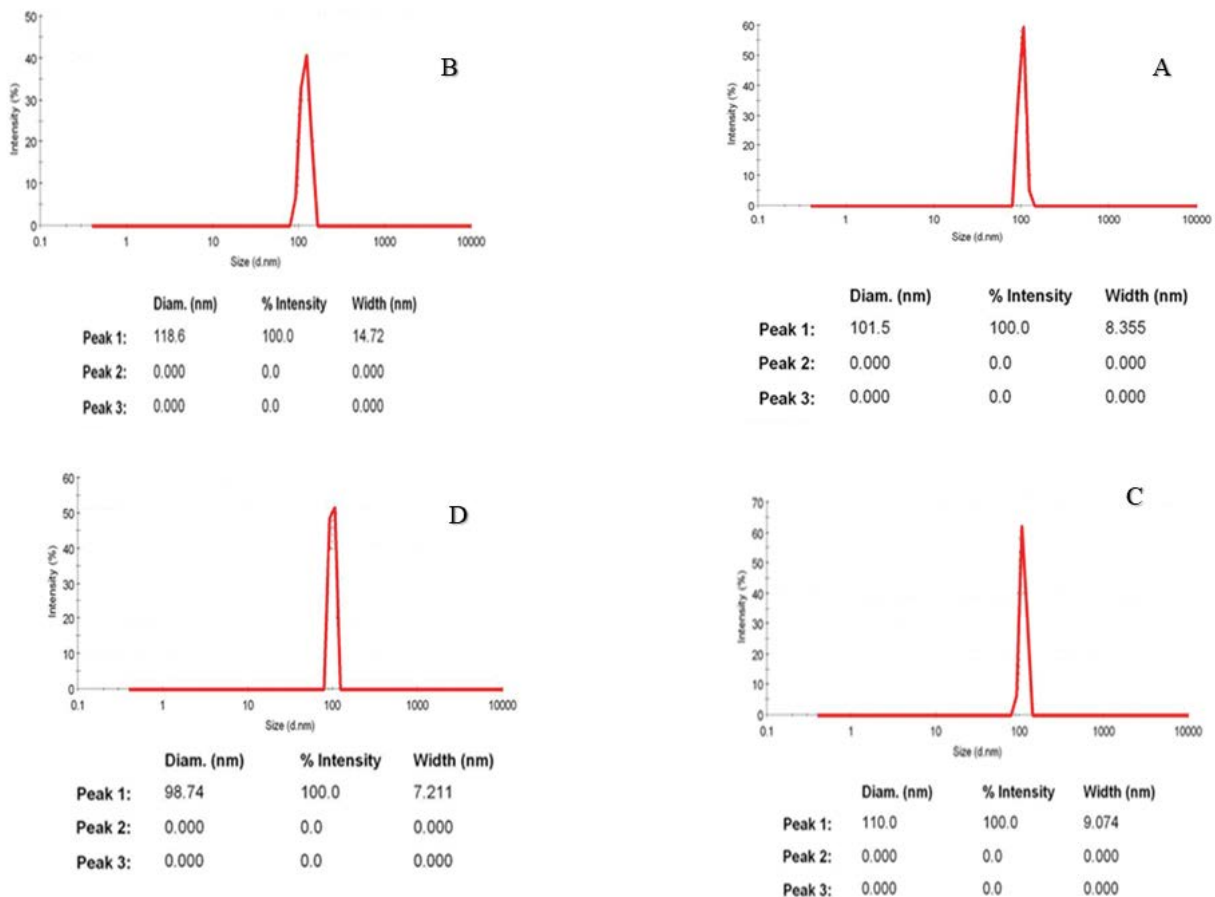 B
50
40
30
20
10
0
Intensity (%)
0.1 1 10 100 1000 10000
Size (d.nm)
Diam. (nm) % Intensity Width (nm)
Peak 1: 118.6 100.0 14.72
Peak 2: 0.000 0.0 0.000
Peak 3: 0.000 0.0 0.000
A
60
50
40
30
20
10
0
Intensity (%)
0.1 1 10 100 1000 10000
Size (d.nm)
Diam. (nm) % Intensity Width (nm)
Peak 1: 101.5 100.0 8.355
Peak 2: 0.000 0.0 0.000
Peak 3: 0.000 0.0 0.000
D
60
50
40
30
20
10
0
Intensity (%)
0.1 1 10 100 1000 10000
Size (d.nm)
Diam. (nm) % Intensity Width (nm)
Peak 1: 98.74 100.0 7.211
Peak 2: 0.000 0.0 0.000
Peak 3: 0.000 0.0 0.000
C
70
60
50
40
30
20
10
0
Intensity (%)
0.1 1 10 100 1000 10000
Size (d.nm)
Diam. (nm) % Intensity Width (nm)
Peak 1: 110.0 100.0 9.074
Peak 2: 0.000 0.0 0.000
Peak 3: 0.000 0.0 0.000